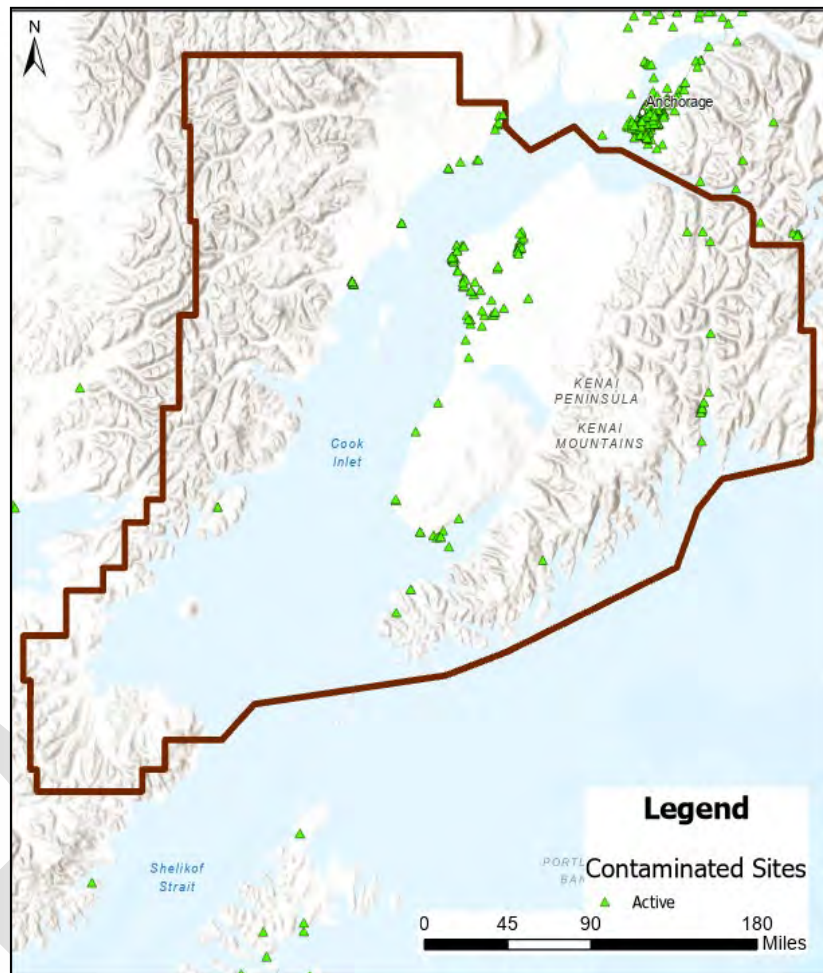 N
Anchorage
KENAI
PENINSULA
KENAI
MOUNTAINS
Cook
Inlet
Shelikof
Strait
Legend
Contaminated Sites
Active
0 45 90 180
Miles